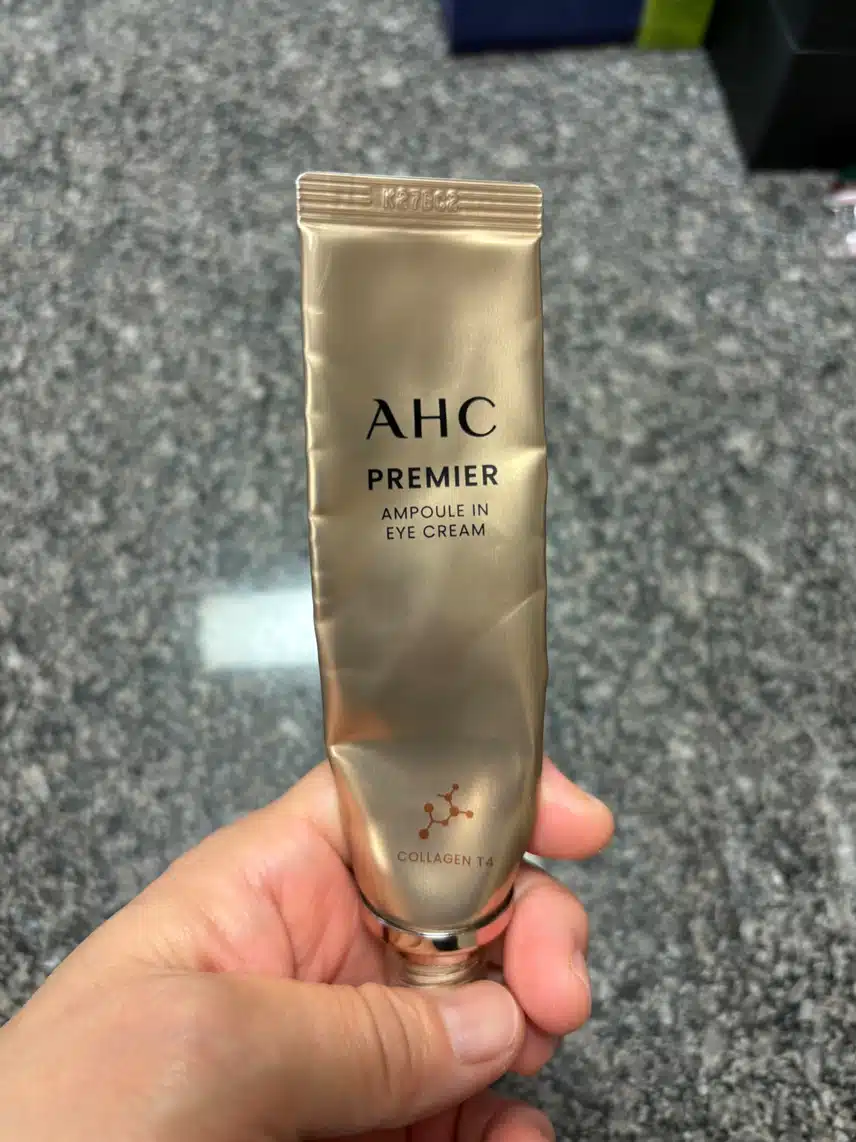 AHC
PREMIER
AMPOULE IN
EYE CREAM
COLLAGEN T4